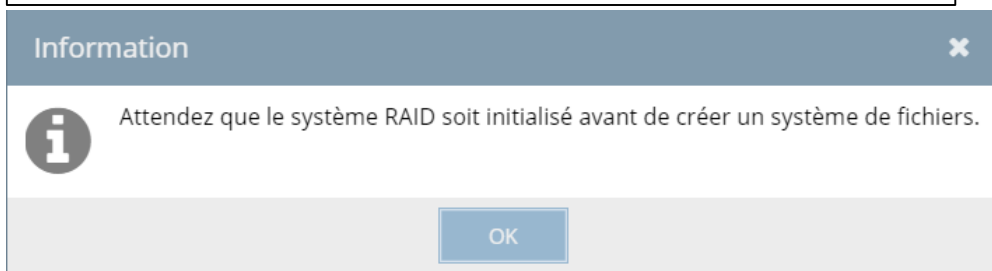 Information
Attendez que le système RAID soit initialisé avant de créer un système de fichiers.
OK